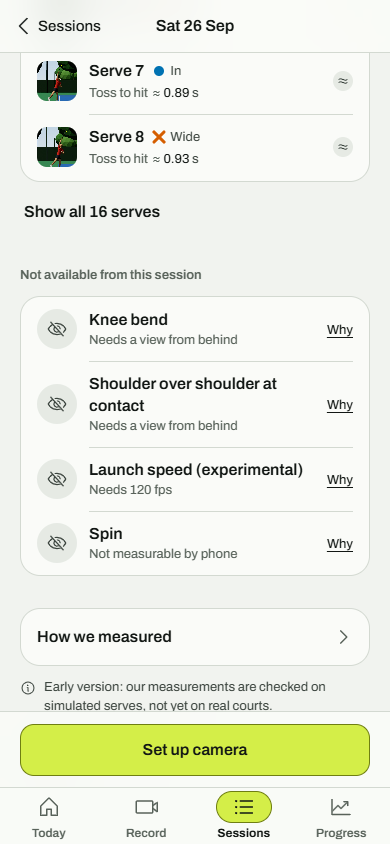 Sessions
Sat 26 Sep
Serve 7 In
Toss to hit ≈ 0.89 s
≈
Serve 8 Wide
Toss to hit ≈ 0.93 s
≈
Show all 16 serves
Not available from this session
Knee bend
Needs a view from behind
Why
Shoulder over shoulder at
contact
Needs a view from behind
Why
Launch speed (experimental)
Needs 120 fps
Why
Spin
Not measurable by phone
Why
How we measured
Early version: our measurements are checked on
simulated serves, not yet on real courts.
Set up camera
Today
Record
Sessions
Progress